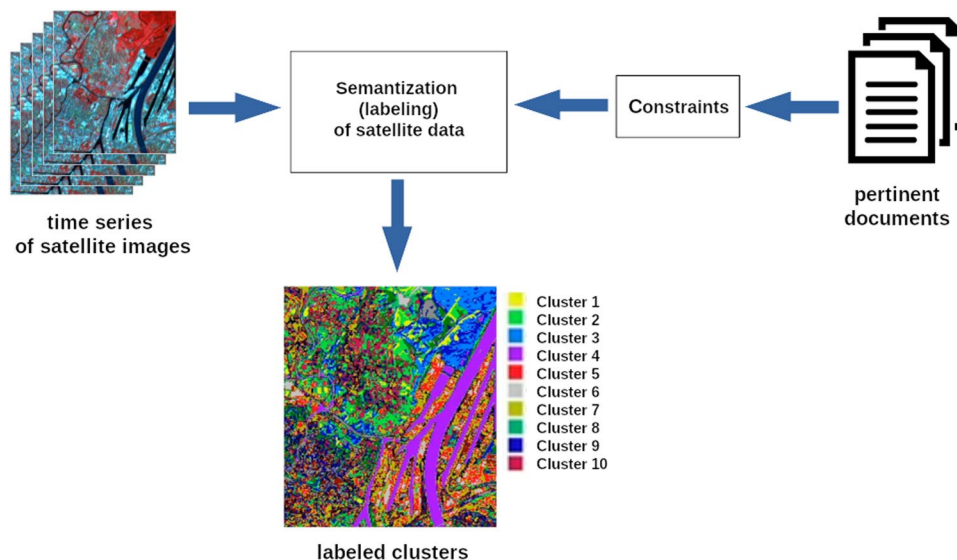 Semantization
(labeling)
of satellite data
Constraints
time series
of satellite images
pertinent
documents
Cluster 1
Cluster 2
Cluster 3
Cluster 4
Cluster 5
Cluster 6
Cluster 7
Cluster 8
Cluster 9
Cluster 10
labeled clusters